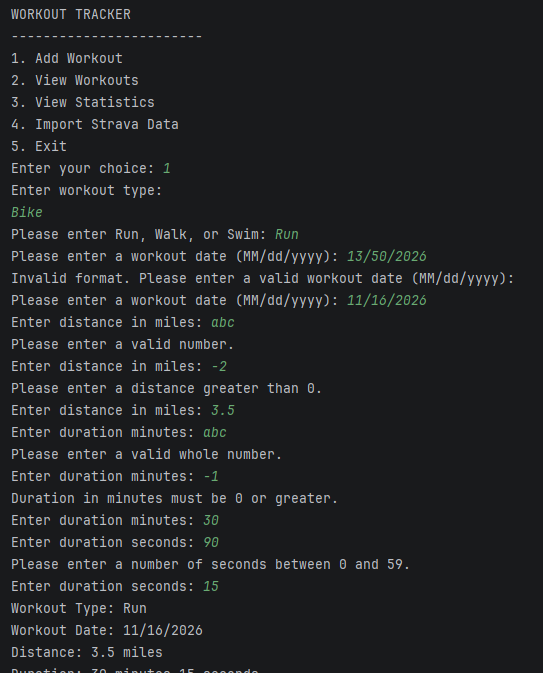 WORKOUT TRACKER
------------------------
1. Add Workout
2. View Workouts
3. View Statistics
4. Import Strava Data
5. Exit
Enter your choice: 1
Enter workout type:
Bike
Please enter Run, Walk, or Swim: Run
Please enter a workout date (MM/dd/yyyy): 13/50/2026
Invalid format. Please enter a valid workout date (MM/dd/yyyy):
Please enter a workout date (MM/dd/yyyy): 11/16/2026
Enter distance in miles: abc
Please enter a valid number.
Enter distance in miles: -2
Please enter a distance greater than 0.
Enter distance in miles: 3.5
Enter duration minutes: abc
Please enter a valid whole number.
Enter duration minutes: -1
Duration in minutes must be 0 or greater.
Enter duration minutes: 30
Enter duration seconds: 90
Please enter a number of seconds between 0 and 59.
Enter duration seconds: 15
Workout Type: Run
Workout Date: 11/16/2026
Distance: 3.5 miles
Duration: 30 minutes 15 seconds